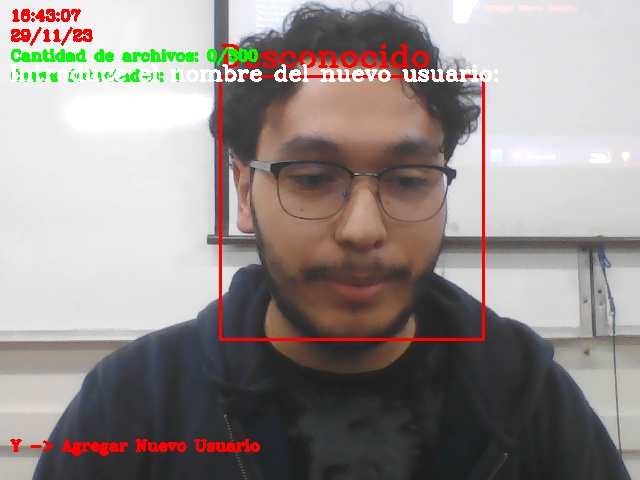 16:43:07
29/11/23
Cantidad de archivos: 0/300
Desconocido
nombre del nuevo usuario:
Y -> Agregar Nuevo Usuario